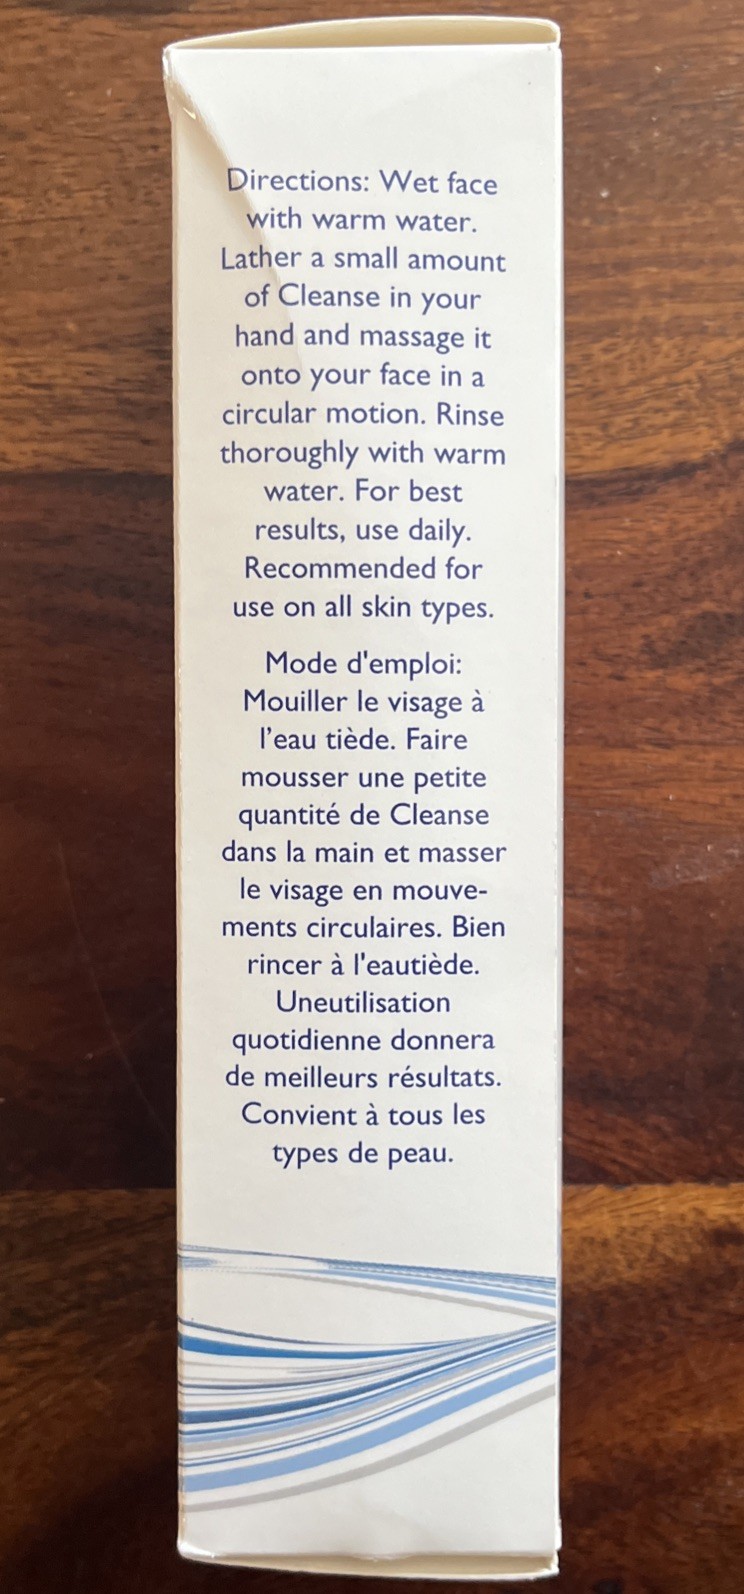 Directions: Wet face
with warm water.
Lather a small amount
of Cleanse in your
hand and massage it
onto your face in a
circular motion. Rinse
thoroughly with warm
water. For best
results, use daily.
Recommended for
use on all skin types.
Mode d'emploi:
Mouiller le visage à
l’eau tiède. Faire
mousser une petite
quantité de Cleanse
dans la main et masser
le visage en mouve-
ments circulaires. Bien
rincer à l'eautiède.
Uneutilisation
quotidienne donnera
de meilleurs résultats.
Convient à tous les
types de peau.